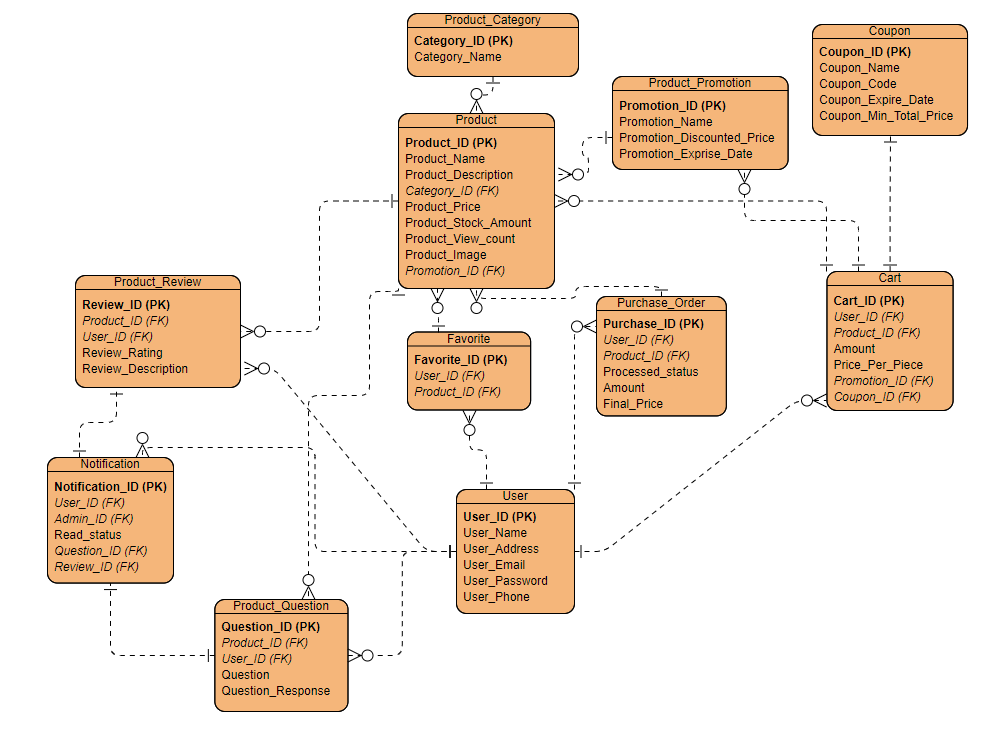 Product_Category
Category_ID (PK)
Category_Name
Coupon
Coupon_ID (PK)
Coupon_Name
Coupon_Code
Coupon_Expire_Date
Coupon_Min_Total_Price
Product_Promotion
Promotion_ID (PK)
Promotion_Name
Promotion_Discounted_Price
Promotion_Exprise_Date
Product
Product_ID (PK)
Product_Name
Product_Description
Category_ID (FK)
Product_Price
Product_Stock_Amount
Product_View_count
Product_Image
Promotion_ID (FK)
Product_Review
Review_ID (PK)
Product_ID (FK)
User_ID (FK)
Review_Rating
Review_Description
Favorite
Favorite_ID (PK)
User_ID (FK)
Product_ID (FK)
Purchase_Order
Purchase_ID (PK)
User_ID (FK)
Product_ID (FK)
Processed_status
Amount
Final_Price
Cart
Cart_ID (PK)
User_ID (FK)
Product_ID (FK)
Amount
Price_Per_Piece
Promotion_ID (FK)
Coupon_ID (FK)
Notification
Notification_ID (PK)
User_ID (FK)
Admin_ID (FK)
Read_status
Question_ID (FK)
Review_ID (FK)
User
User_ID (PK)
User_Name
User_Address
User_Email
User_Password
User_Phone
Product_Question
Question_ID (PK)
Product_ID (FK)
User_ID (FK)
Question
Question_Response